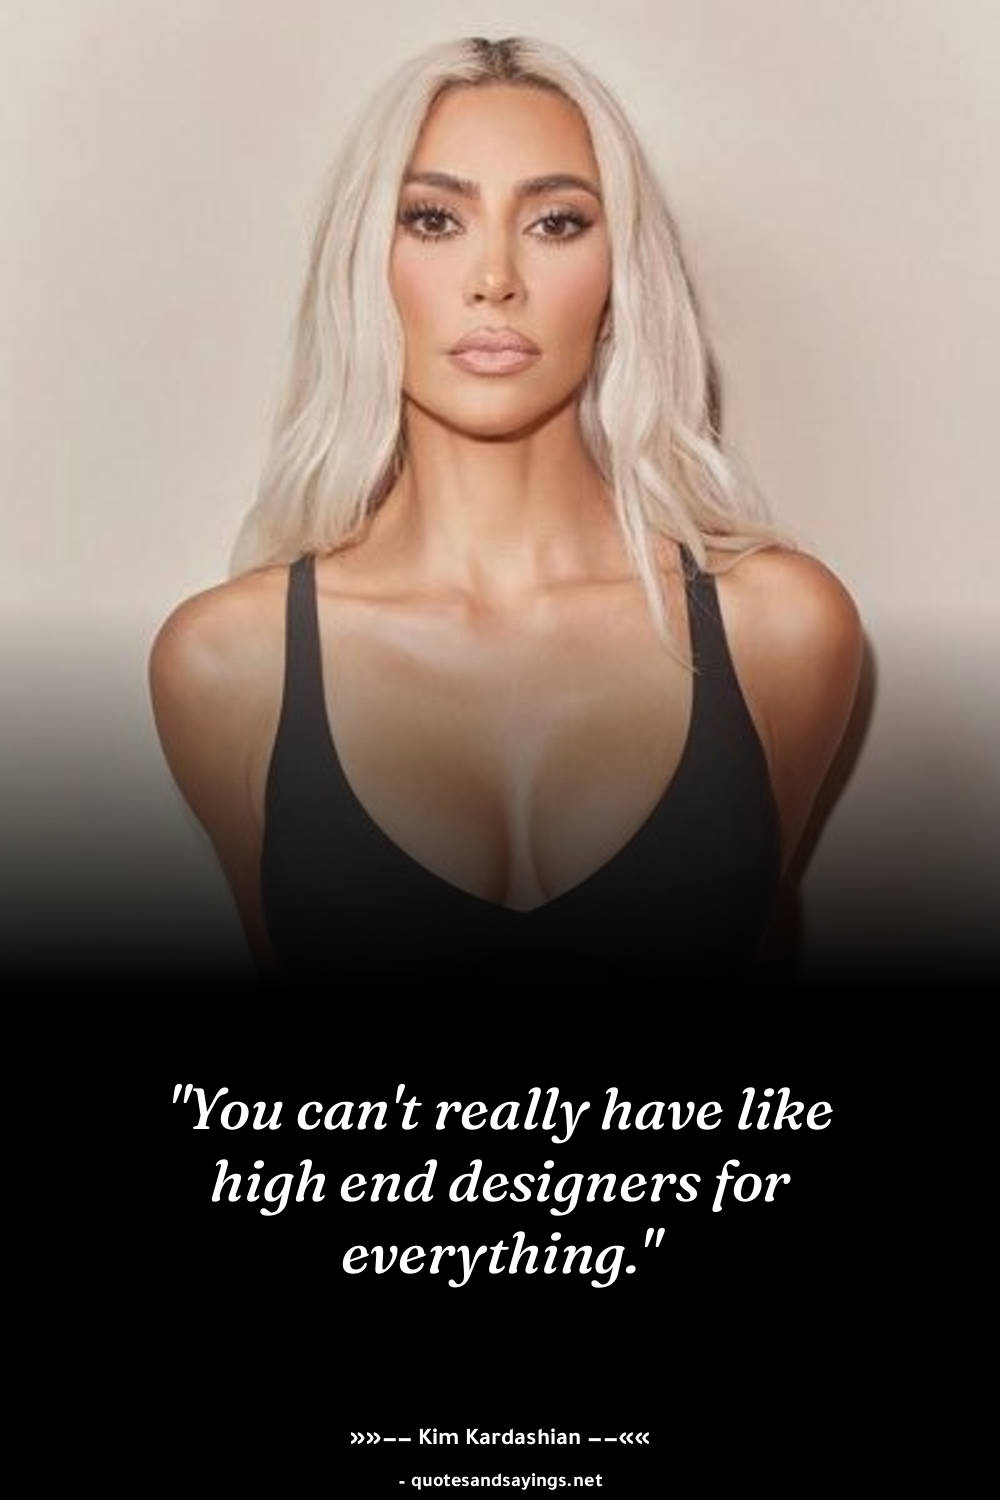 "You can't really have like
high end designers for
everything."
»»–– Kim Kardashian ––««
- quotesandsayings.net